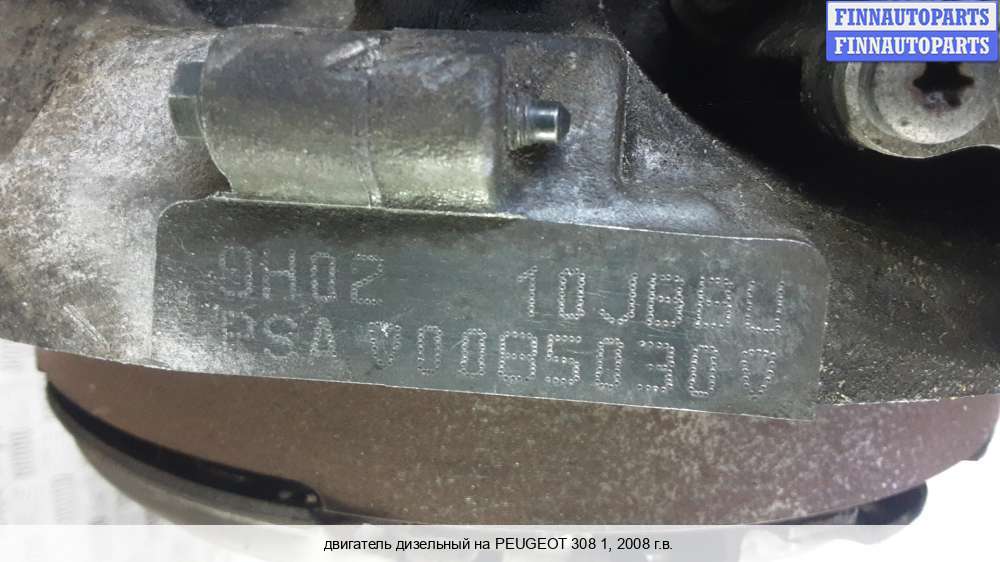 FINNAUTOPARTS
FINNAUTOPARTS
9H02 10JBBU
PSA
двигатель дизельный на PEUGEOT 308 1, 2008 г.в.